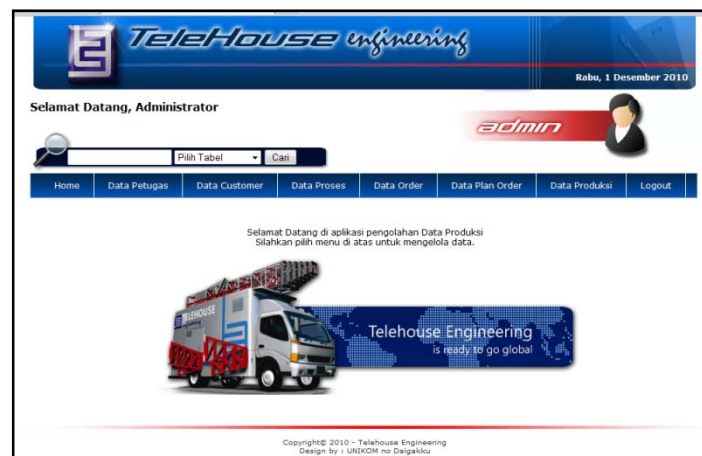 TeleHouse engineering
Rabu, 1 Desember 2010
Selamat Datang, Administrator
admin
Pilih Tabel Cari
Home Data Petugas Data Customer Data Proses Data Order Data Plan Order Data Produksi Logout
Selamat Datang di aplikasi pengolahan Data Produksi
Silahkan pilih menu di atas untuk mengelola data.
TELEHOUSE
Telehouse Engineering
is ready to go global
Copyright© 2010 - Telehouse Engineering
Design by : UNIKOM no Daigakku